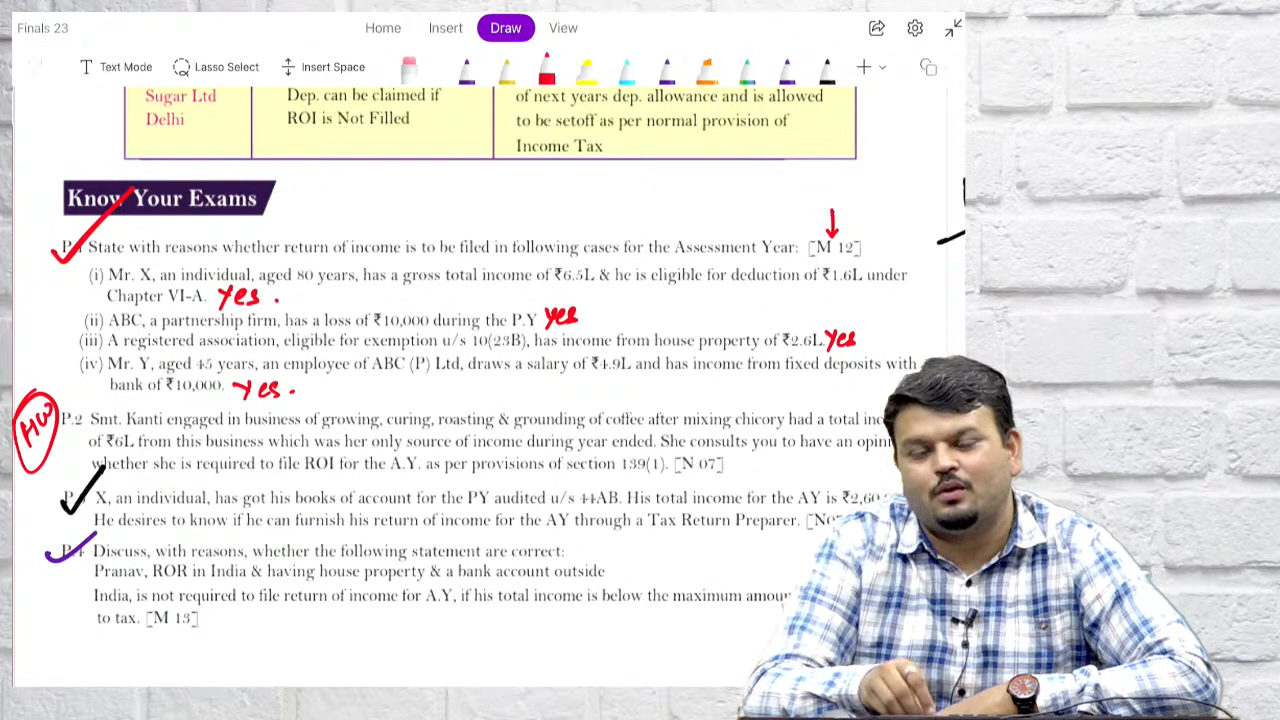 Finals 23
Home Insert Draw View
Text Mode Lasso Select Insert Space
Sugar Ltd Dep. can be claimed if of next years dep. allowance and is allowed
Delhi ROI is Not Filled to be setoff as per normal provision of
Income Tax
Know Your Exams
State with reasons whether return of income is to be filed in following cases for the Assessment Year: [M 12]
(i) Mr. X, an individual, aged 80 years, has a gross total income of ₹6.5L & he is eligible for deduction of ₹1.6L under
Chapter VI-A. Yes.
(ii) ABC, a partnership firm, has a loss of ₹10,000 during the P.Y yes
(iii) A registered association, eligible for exemption u/s 10(23B), has income from house property of ₹2.6L. Yes
(iv) Mr. Y, aged 45 years, an employee of ABC (P) Ltd, draws a salary of ₹4.9L and has income from fixed deposits with
bank of ₹10,000. Yes.
HW P.2 Smt. Kanti engaged in business of growing, curing, roasting & grounding of coffee after mixing chicory had a total
of ₹6L from this business which was her only source of income during year ended. She consults you to have an
whether she is required to file ROI for the A.Y. as per provisions of section 139(1). [N 07]
X, an individual, has got his books of account for the PY audited u/s 44AB. His total income for the AY is ₹2,60
He desires to know if he can furnish his return of income for the AY through a Tax Return Preparer.
Discuss, with reasons, whether the following statement are correct:
Pranav, ROR in India & having house property & a bank account outside
India, is not required to file return of income for A.Y, if his total income is below the maximum
to tax. [M 13]